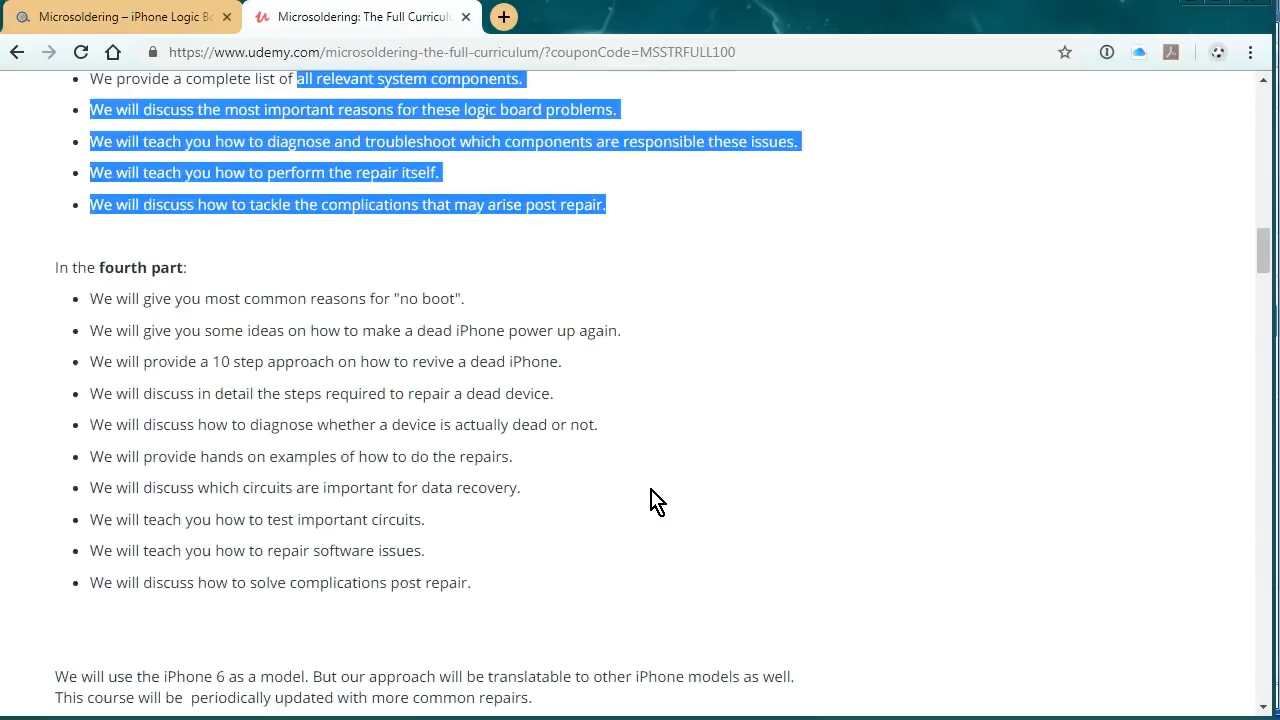 Microsoldering – iPhone Logic Bo
Microsoldering: The Full Curricul
https://www.udemy.com/microsoldering-the-full-curriculum/?couponCode=MSSTRFULL100
We provide a complete list of all relevant system components.
We will discuss the most important reasons for these logic board problems.
We will teach you how to diagnose and troubleshoot which components are responsible these issues.
We will teach you how to perform the repair itself.
We will discuss how to tackle the complications that may arise post repair.
In the fourth part:
We will give you most common reasons for "no boot".
We will give you some ideas on how to make a dead iPhone power up again.
We will provide a 10 step approach on how to revive a dead iPhone.
We will discuss in detail the steps required to repair a dead device.
We will discuss how to diagnose whether a device is actually dead or not.
We will provide hands on examples of how to do the repairs.
We will discuss which circuits are important for data recovery.
We will teach you how to test important circuits.
We will teach you how to repair software issues.
We will discuss how to solve complications post repair.
We will use the iPhone 6 as a model. But our approach will be translatable to other iPhone models as well.
This course will be  periodically updated with more common repairs.